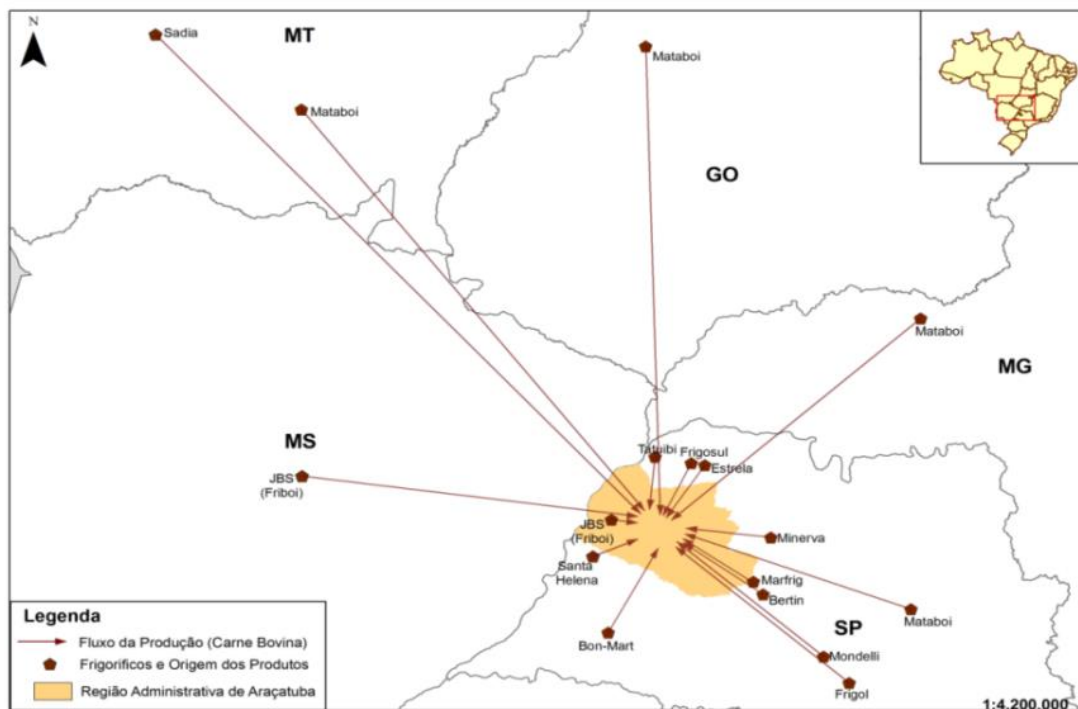 N
Sadia
MT
Mataboi
Mataboi
GO
Mataboi
MG
MS
Tatuibi
Frigosul
Estrela
JBS
(Friboi)
JBS
(Friboi)
Minerva
Santa
Helena
Marfrig
Bertin
Mataboi
SP
Bon-Mart
Mondelli
Frigol
Legenda
Fluxo da Produção (Carne Bovina)
Frigorificos e Origem dos Produtos
Região Administrativa de Araçatuba
1:4.200.000